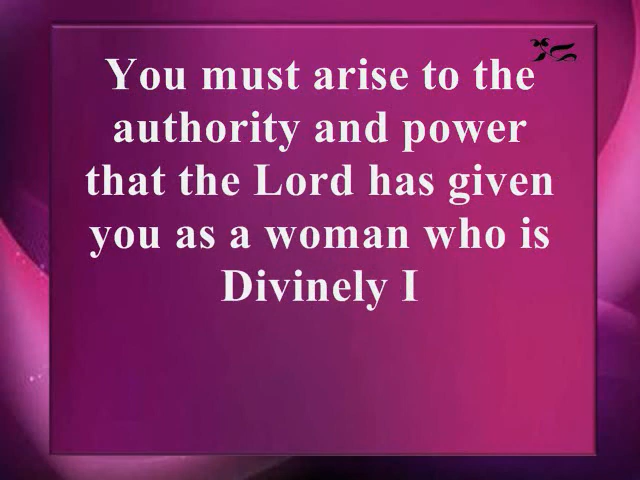 You must arise to the
authority and power
that the Lord has given
you as a woman who is
Divinely I